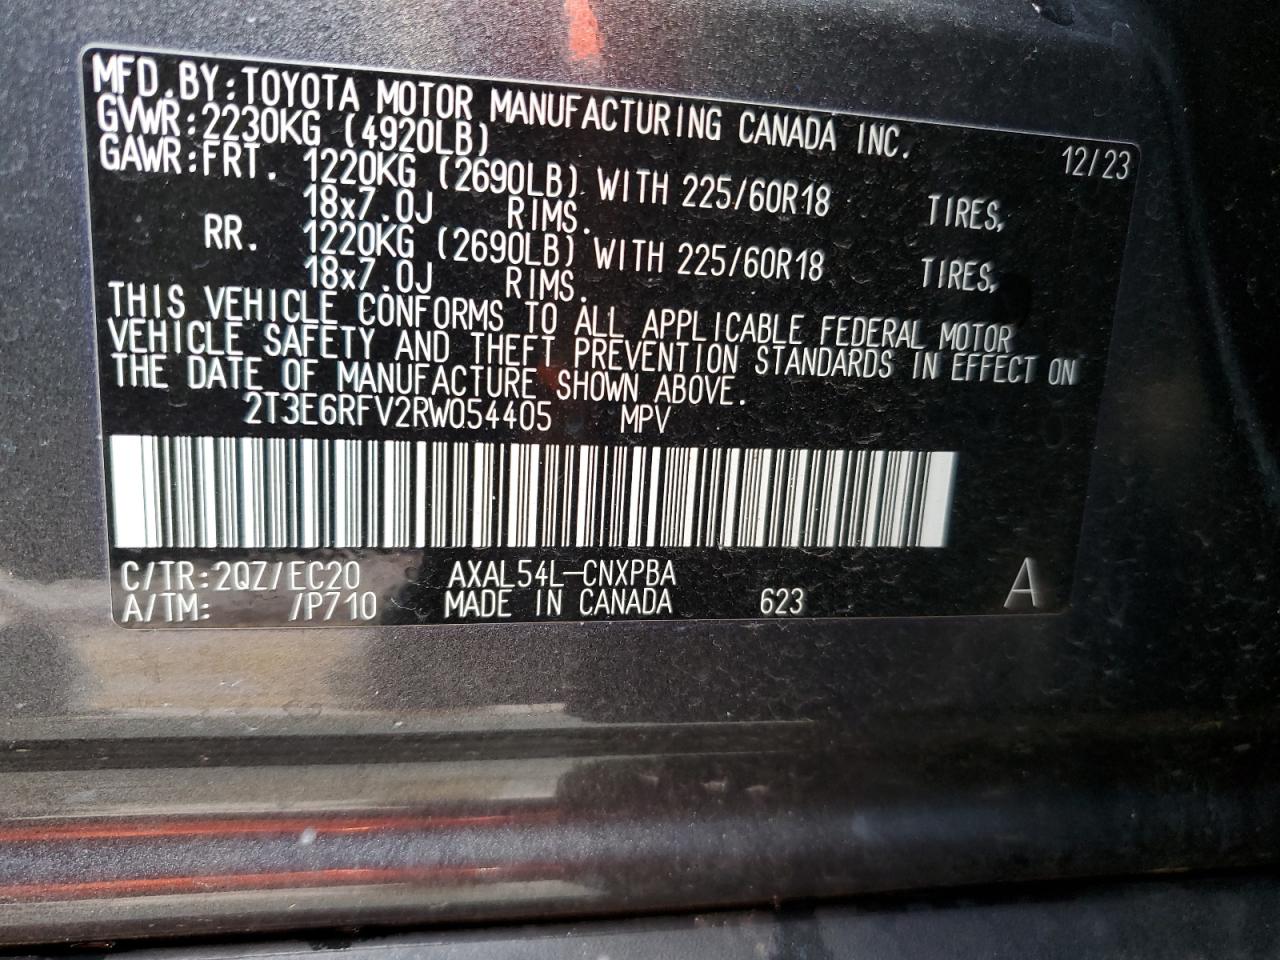 MFD.BY:TOYOTA MOTOR MANUFACTURING CANADA INC.
GVWR:2230KG (4920LB) 12/23
GAWR:FRT. 1220KG (2690LB) WITH 225/60R18 TIRES,
18x7.0J RIMS.
RR. 1220KG (2690LB) WITH 225/60R18 TIRES,
18x7.0J RIMS.
THIS VEHICLE CONFORMS TO ALL APPLICABLE FEDERAL MOTOR
VEHICLE SAFETY AND THEFT PREVENTION STANDARDS IN EFFECT ON
THE DATE OF MANUFACTURE SHOWN ABOVE.
2T3E6RFV2RW054405 MPV
C/TR:2QZ/EC20 AXAL54L-CNXPBA
A/TM: /P710 MADE IN CANADA 623 A